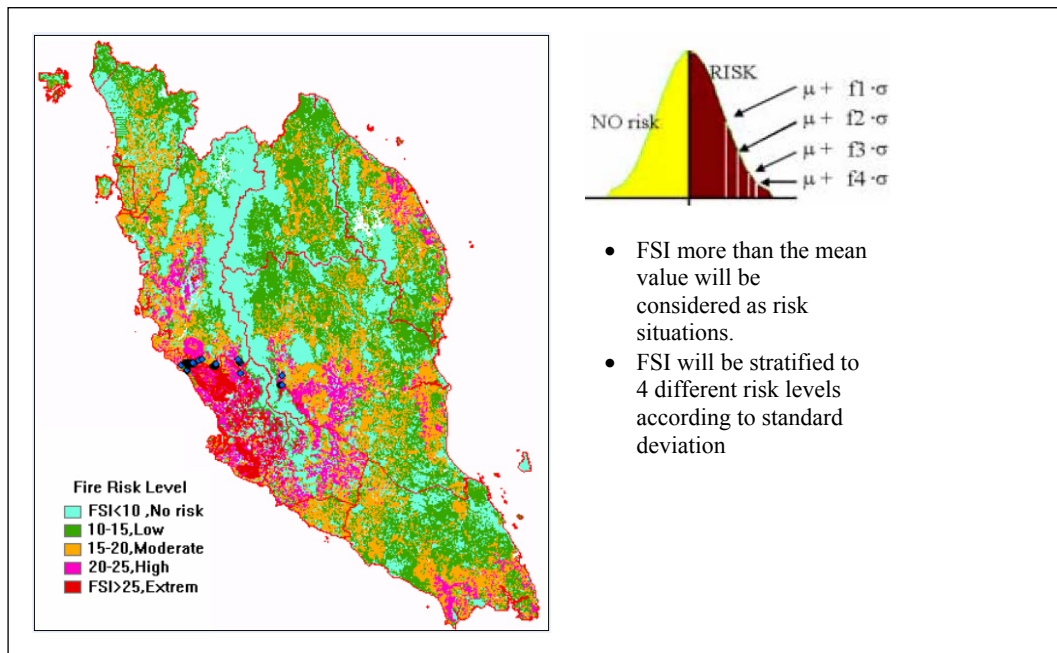 Fire Risk Level
FSI<10 ,No risk
10-15,Low
15-20,Moderate
20-25,High
FSI>25,Extrem
RISK
NO risk
μ + f1 ·σ
μ + f2 ·σ
μ + f3 ·σ
μ + f4 ·σ
• FSI more than the mean
value will be
considered as risk
situations.
• FSI will be stratified to
4 different risk levels
according to standard
deviation